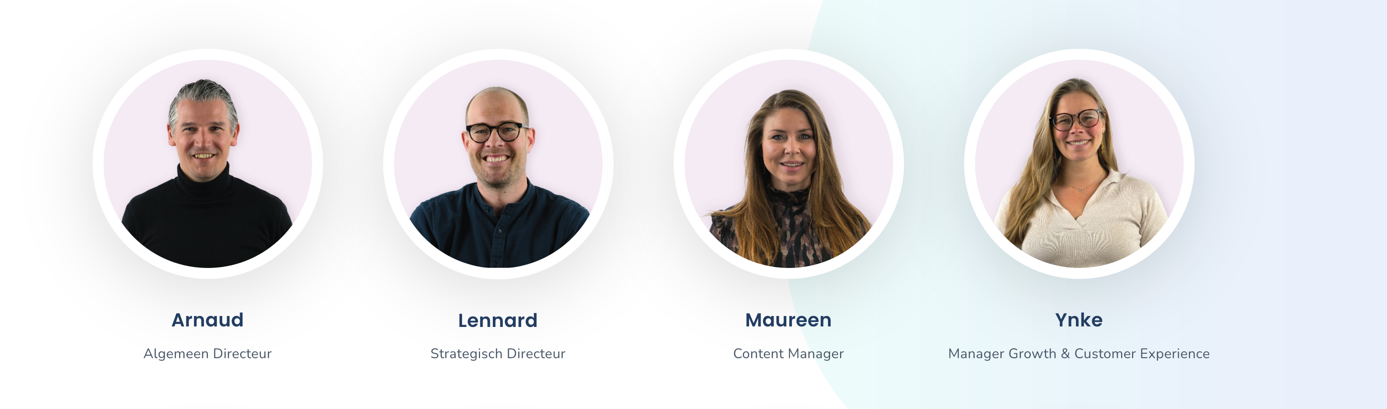 Arnaud
Algemeen Directeur
Lennard
Strategisch Directeur
Maureen
Content Manager
Ynke
Manager Growth & Customer Experience